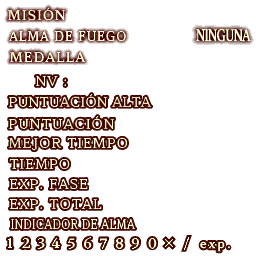 MISIÓN
ALMA DE FUEGO NINGUNA
MEDALLA
NV :
PUNTUACIÓN ALTA
PUNTUACIÓN
MEJOR TIEMPO
TIEMPO
EXP. FASE
EXP. TOTAL
INDICADOR DE ALMA
1 2 3 4 5 6 7 8 9 0 × / exp.